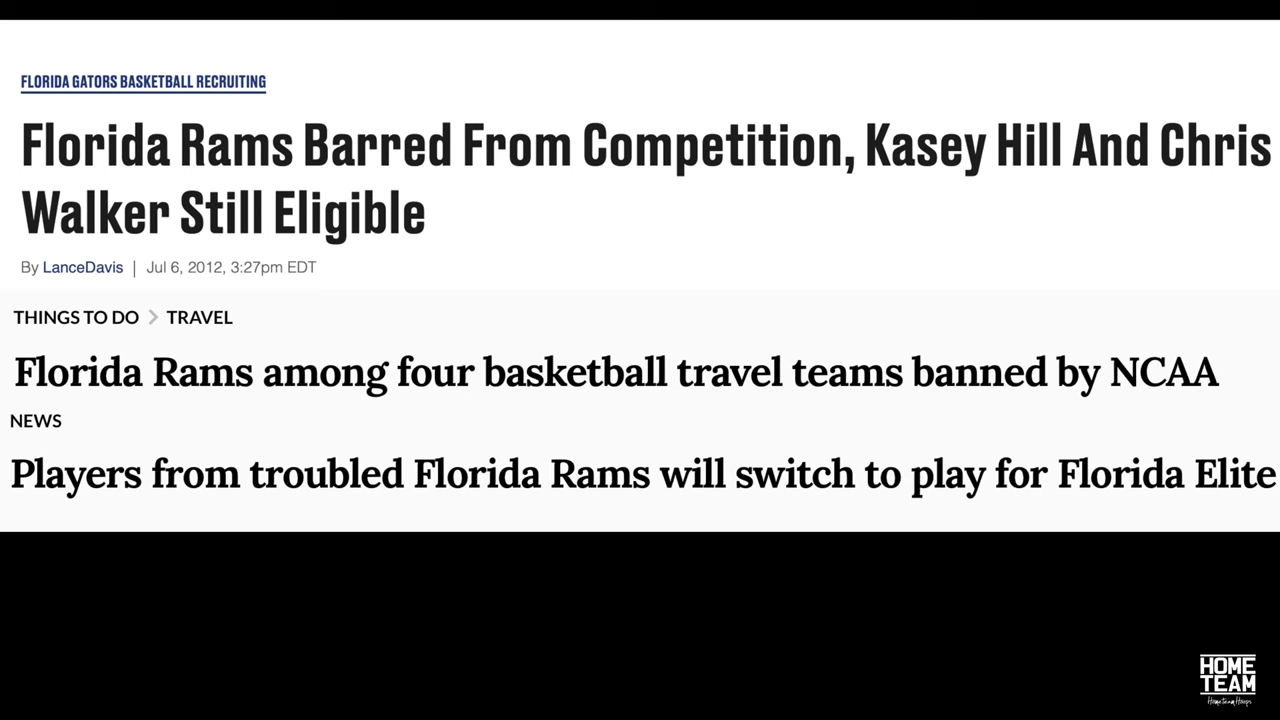 FLORIDA GATORS BASKETBALL RECRUITING
Florida Rams Barred From Competition, Kasey Hill And Chris
Walker Still Eligible
By LanceDavis | Jul 6, 2012, 3:27pm EDT
THINGS TO DO > TRAVEL
Florida Rams among four basketball travel teams banned by NCAA
NEWS
Players from troubled Florida Rams will switch to play for Florida Elite
HOME
TEAM
Hometeam Hoops